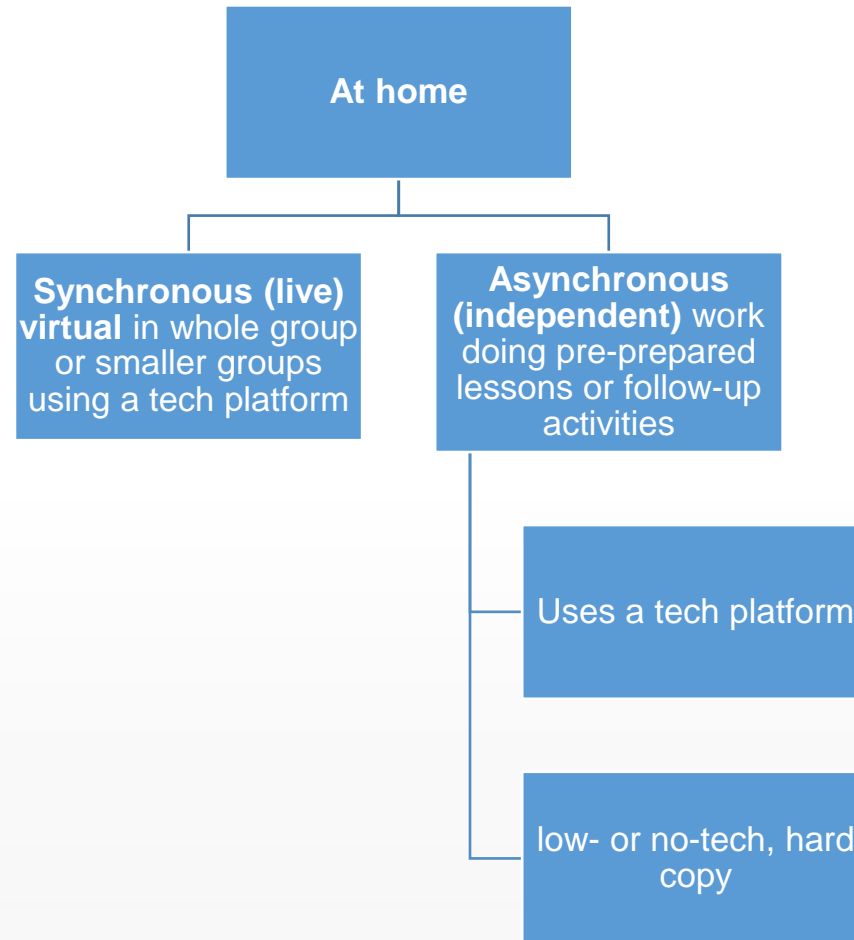 At home
Synchronous (live)
virtual in whole group
or smaller groups
using a tech platform
Asynchronous
(independent) work
doing pre-prepared
lessons or follow-up
activities
Uses a tech platform
low- or no-tech, hard
copy